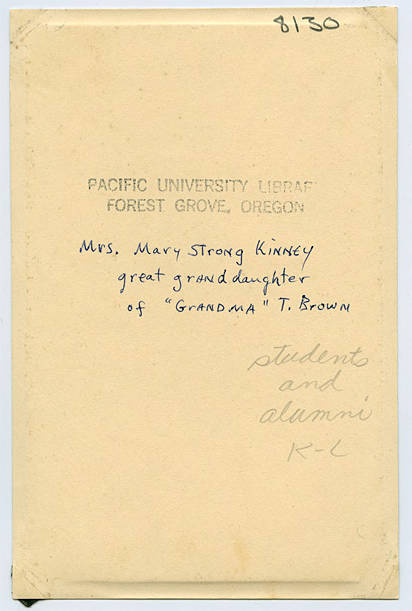 8130
PACIFIC UNIVERSITY LIBRAR
FOREST GROVE, OREGON
Mrs. Mary Strong Kinney
great granddaughter
of "Grandma" T. Brown
students
and
alumni
K-L